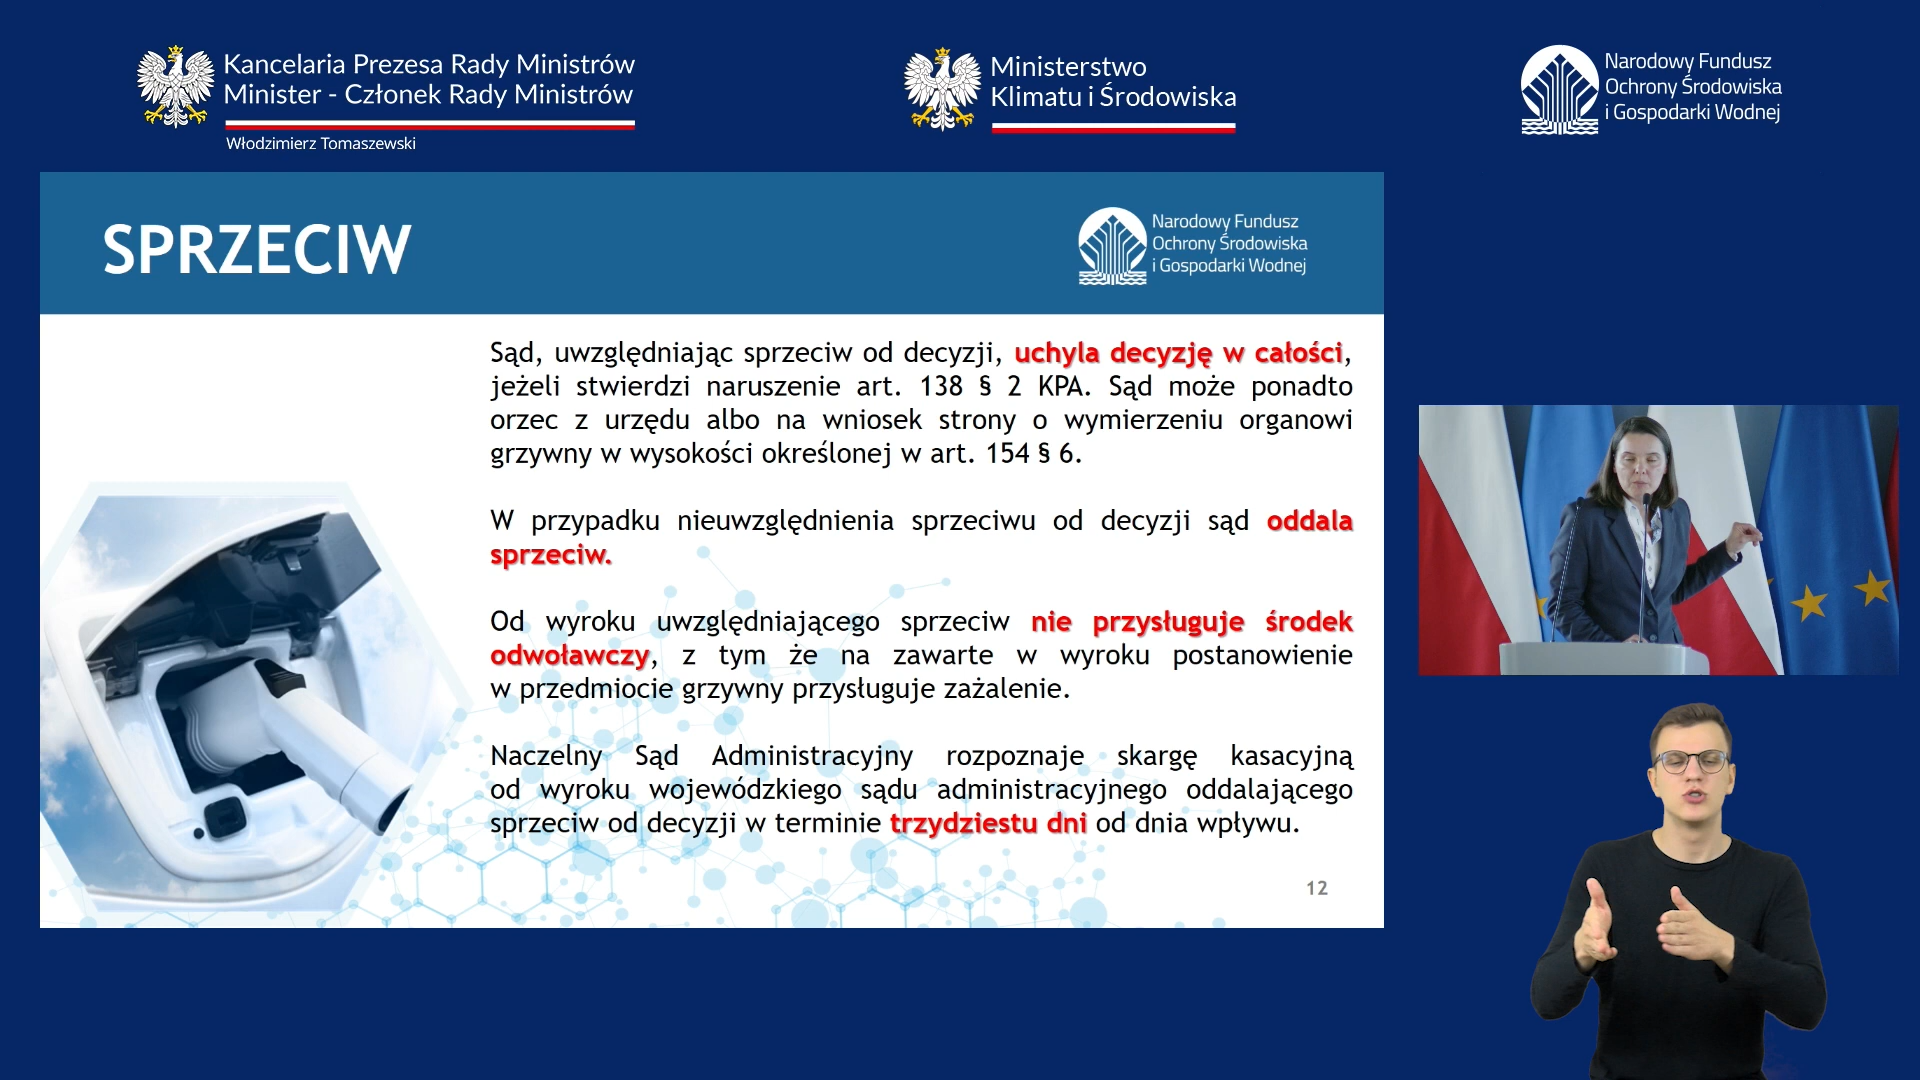 Kancelaria Prezesa Rady Ministrów
Minister - Członek Rady Ministrów
Włodzimierz Tomaszewski
Ministerstwo
Klimatu i Środowiska
Narodowy Fundusz
Ochrony Środowiska
i Gospodarki Wodnej
SPRZECIW
Narodowy Fundusz
Ochrony Środowiska
i Gospodarki Wodnej
Sąd, uwzględniając sprzeciw od decyzji, uchyla decyzję w całości,
jeżeli stwierdzi naruszenie art. 138 § 2 KPA. Sąd może ponadto
orzec z urzędu albo na wniosek strony o wymierzeniu organowi
grzywny w wysokości określonej w art. 154 § 6.
W przypadku nieuwzględnienia sprzeciwu od decyzji sąd oddala
sprzeciw.
Od wyroku uwzględniającego sprzeciw nie przysługuje środek
odwoławczy, z tym że na zawarte w wyroku postanowienie
w przedmiocie grzywny przysługuje zażalenie.
Naczelny Sąd Administracyjny rozpoznaje skargę kasacyjną
od wyroku wojewódzkiego sądu administracyjnego oddalającego
sprzeciw od decyzji w terminie trzydziestu dni od dnia wpływu.
12